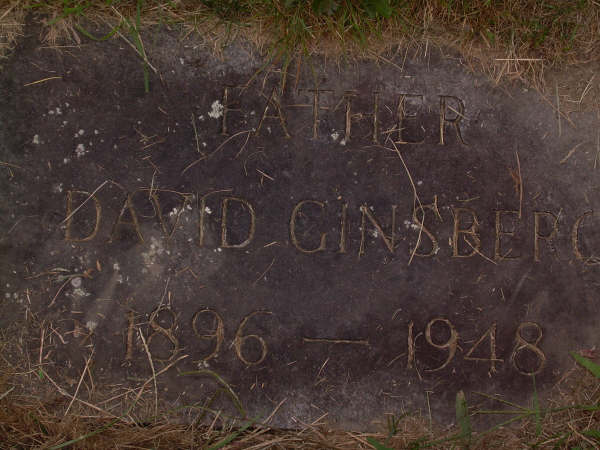 FATHER
DAVID GINSBERG
1896 — 1948